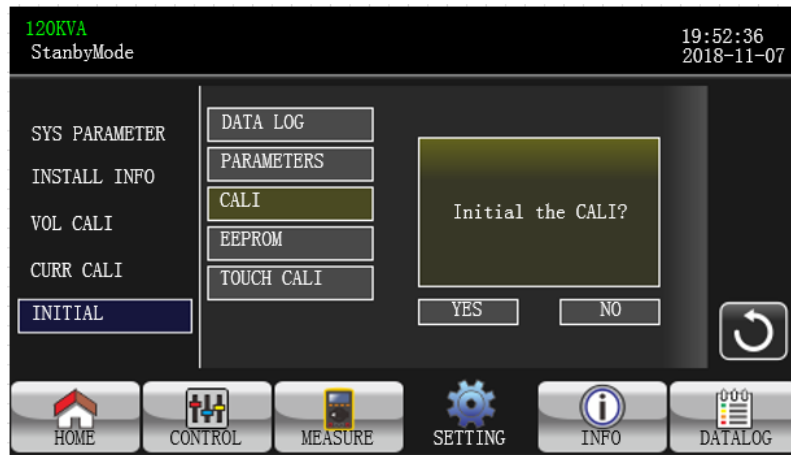 120KVA
StanbyMode
19:52:36
2018-11-07
SYS PARAMETER
INSTALL INFO
VOL CALI
CURR CALI
INITIAL
DATA LOG
PARAMETERS
CALI
EEPROM
TOUCH CALI
Initial the CALI?
YES
NO
HOME
CONTROL
MEASURE
SETTING
INFO
DATALOG